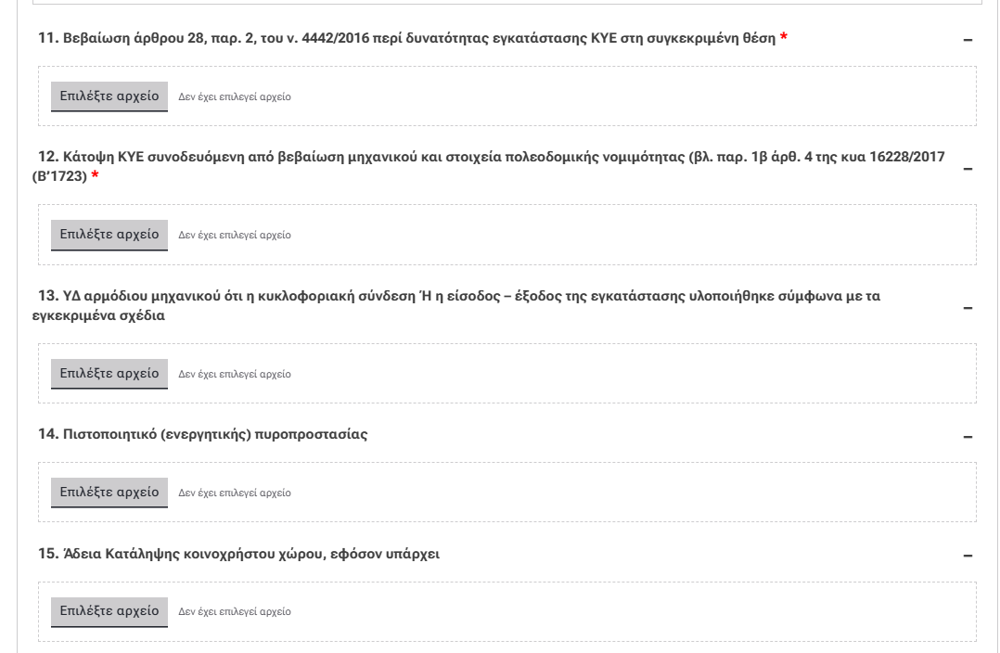 11. Βεβαίωση άρθρου 28, παρ. 2, του ν. 4442/2016 περί δυνατότητας εγκατάστασης ΚΥΕ στη συγκεκριμένη θέση *
Επιλέξτε αρχείο Δεν έχει επιλεγεί αρχείο
12. Κάτοψη ΚΥΕ συνοδευόμενη από βεβαίωση μηχανικού και στοιχεία πολεοδομικής νομιμότητας (βλ. παρ. 1β άρθ. 4 της κυα 16228/2017
(Β’1723) *
Επιλέξτε αρχείο Δεν έχει επιλεγεί αρχείο
13. ΥΔ αρμόδιου μηχανικού ότι η κυκλοφοριακή σύνδεση Ή η είσοδος – έξοδος της εγκατάστασης υλοποιήθηκε σύμφωνα με τα
εγκεκριμένα σχέδια
Επιλέξτε αρχείο Δεν έχει επιλεγεί αρχείο
14. Πιστοποιητικό (ενεργητικής) πυροπροστασίας
Επιλέξτε αρχείο Δεν έχει επιλεγεί αρχείο
15. Άδεια Κατάληψης κοινοχρήστου χώρου, εφόσον υπάρχει
Επιλέξτε αρχείο Δεν έχει επιλεγεί αρχείο